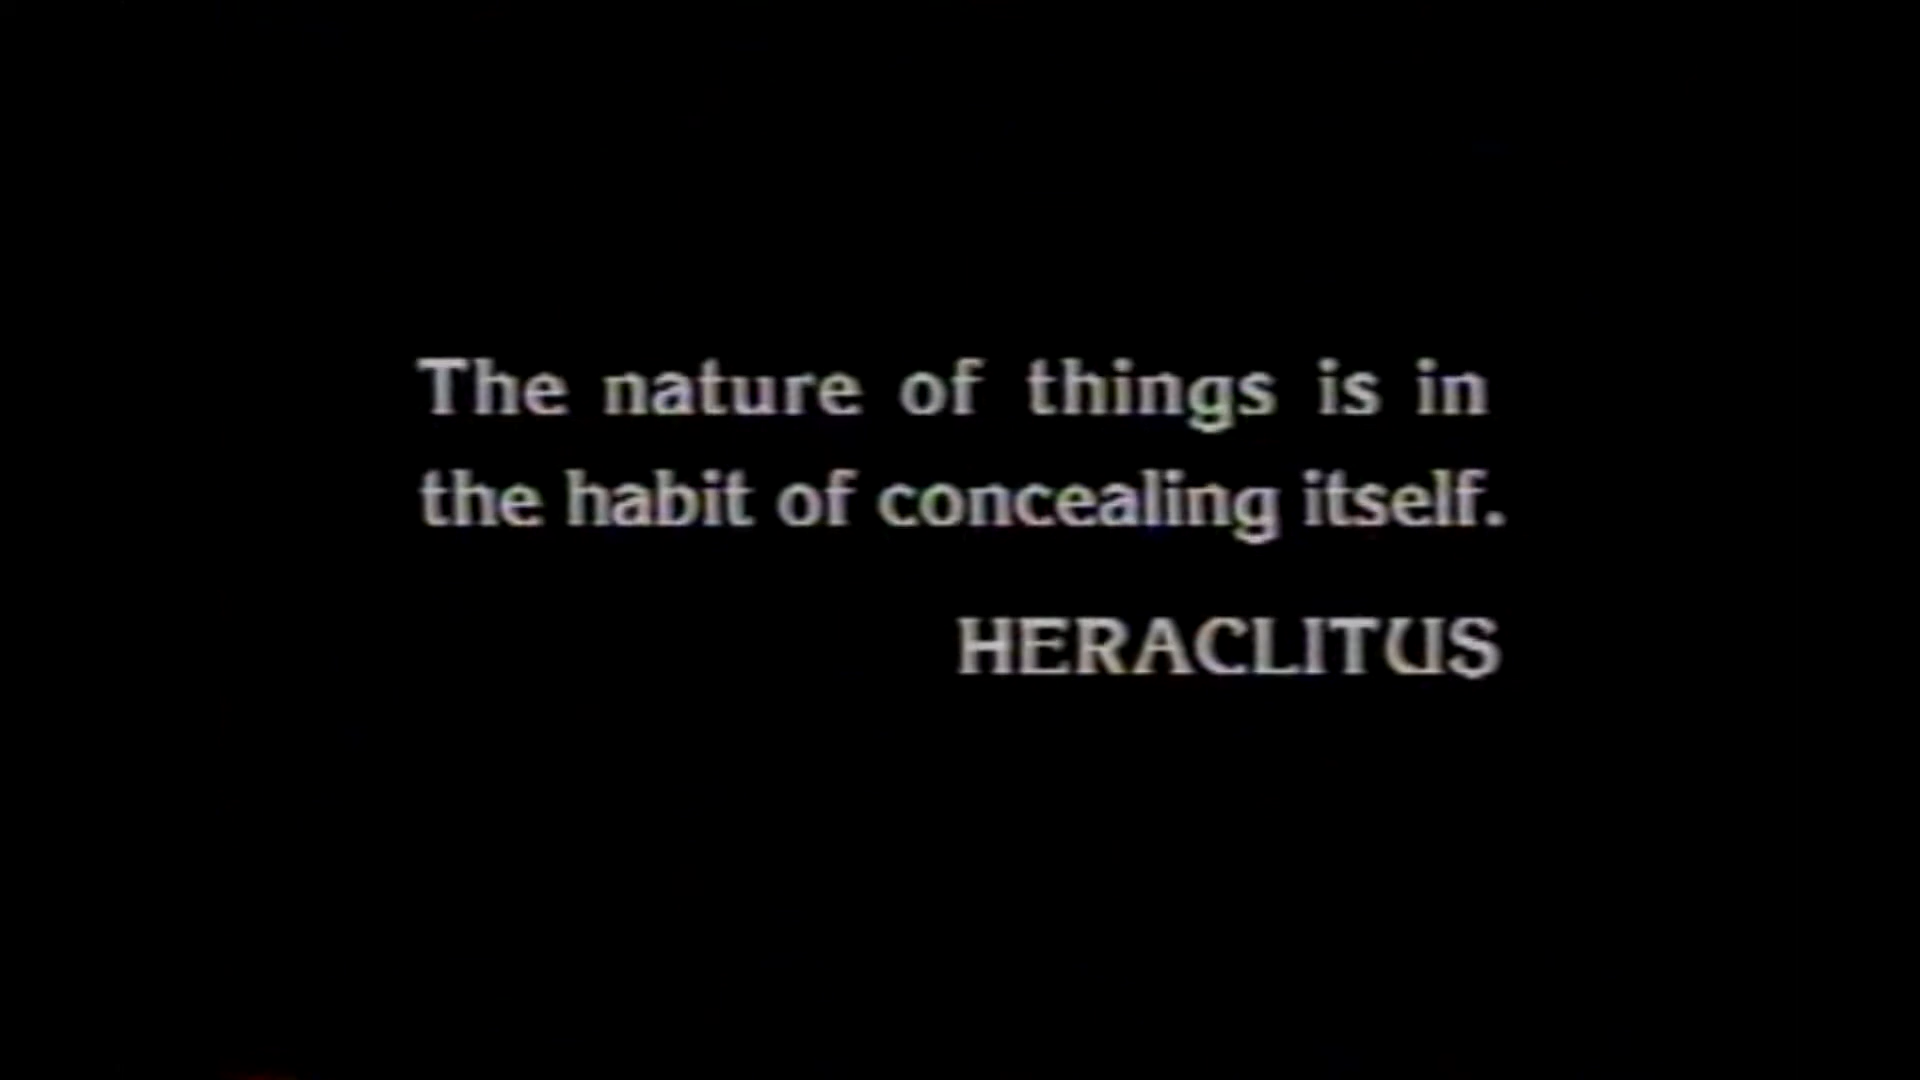 The nature of things is in
the habit of concealing itself.
HERACLITUS